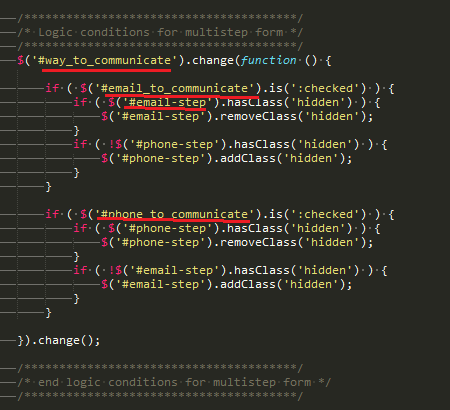 /***************************************/
/* Logic conditions for multistep form */
/***************************************/
$('#way_to_communicate').change(function () {
if ( $('#email_to_communicate').is(':checked') ) {
if ( $('#email-step').hasClass('hidden') ) {
$('#email-step').removeClass('hidden');
}
if ( !$('#phone-step').hasClass('hidden') ) {
$('#phone-step').addClass('hidden');
}
}
if ( $('#phone_to_communicate').is(':checked') ) {
if ( $('#phone-step').hasClass('hidden') ) {
$('#phone-step').removeClass('hidden');
}
if ( !$('#email-step').hasClass('hidden') ) {
$('#email-step').addClass('hidden');
}
}
}).change();
/***************************************/
/* end logic conditions for multistep form */
/***************************************/